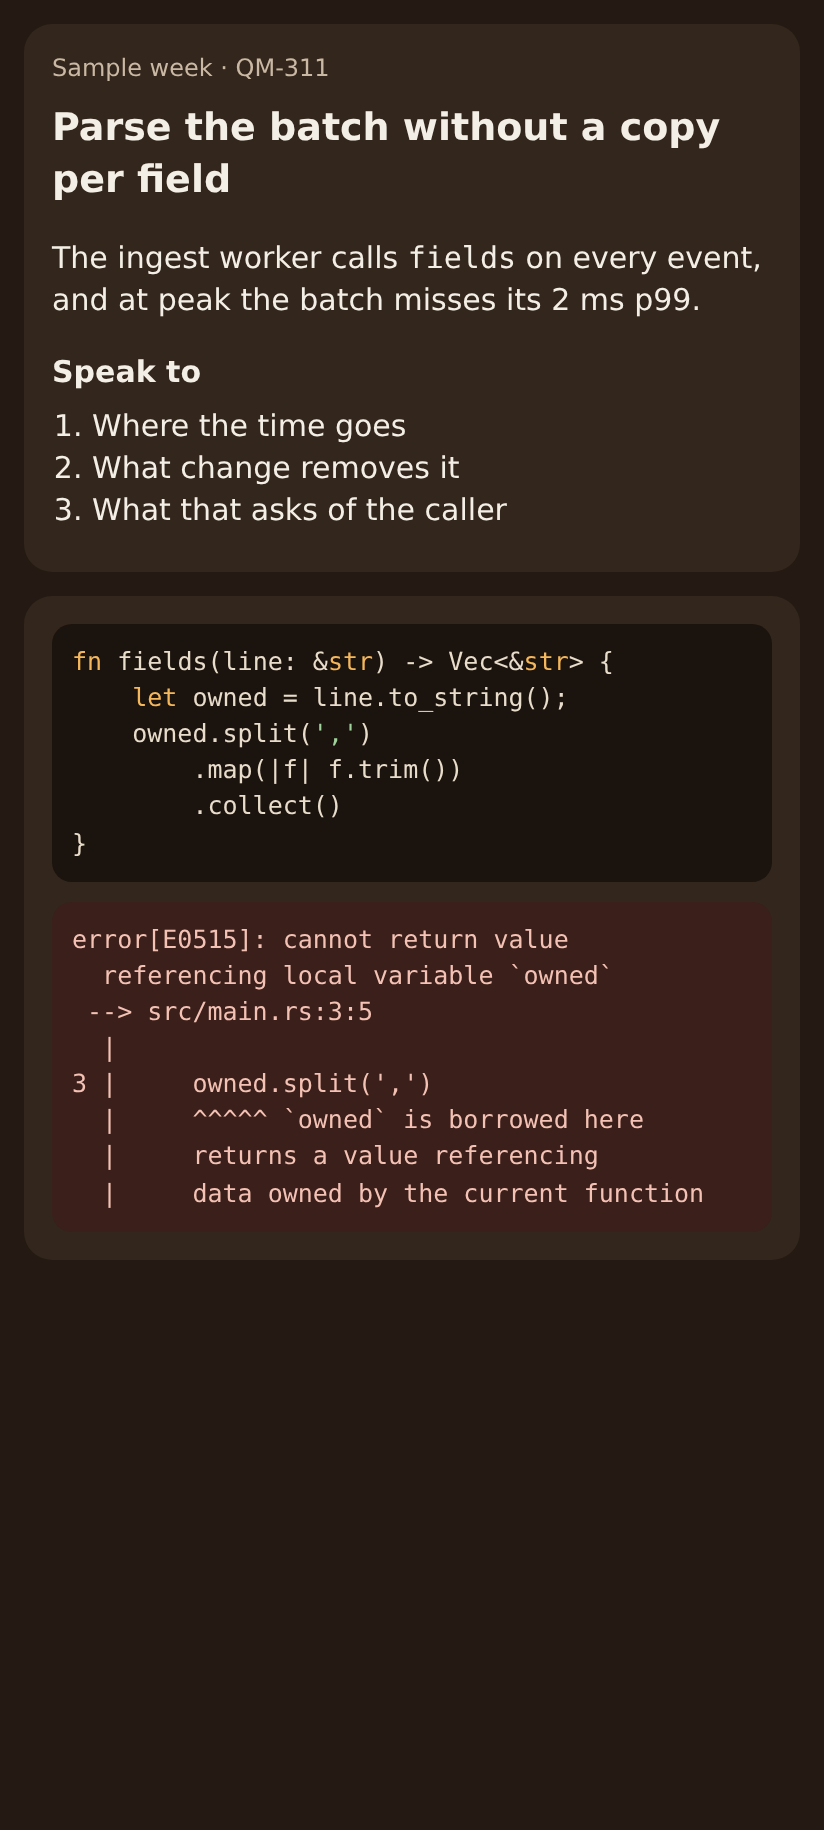 Sample week · QM-311
Parse the batch without a copy
per field
The ingest worker calls fields on every event,
and at peak the batch misses its 2 ms p99.
Speak to
1. Where the time goes
2. What change removes it
3. What that asks of the caller
fn fields(line: &str) -> Vec<&str> {
    let owned = line.to_string();
    owned.split(',')
        .map(|f| f.trim())
        .collect()
}
error[E0515]: cannot return value
  referencing local variable `owned`
 --> src/main.rs:3:5
  |
3 |     owned.split(',')
  |     ^^^^^ `owned` is borrowed here
  |     returns a value referencing
  |     data owned by the current function